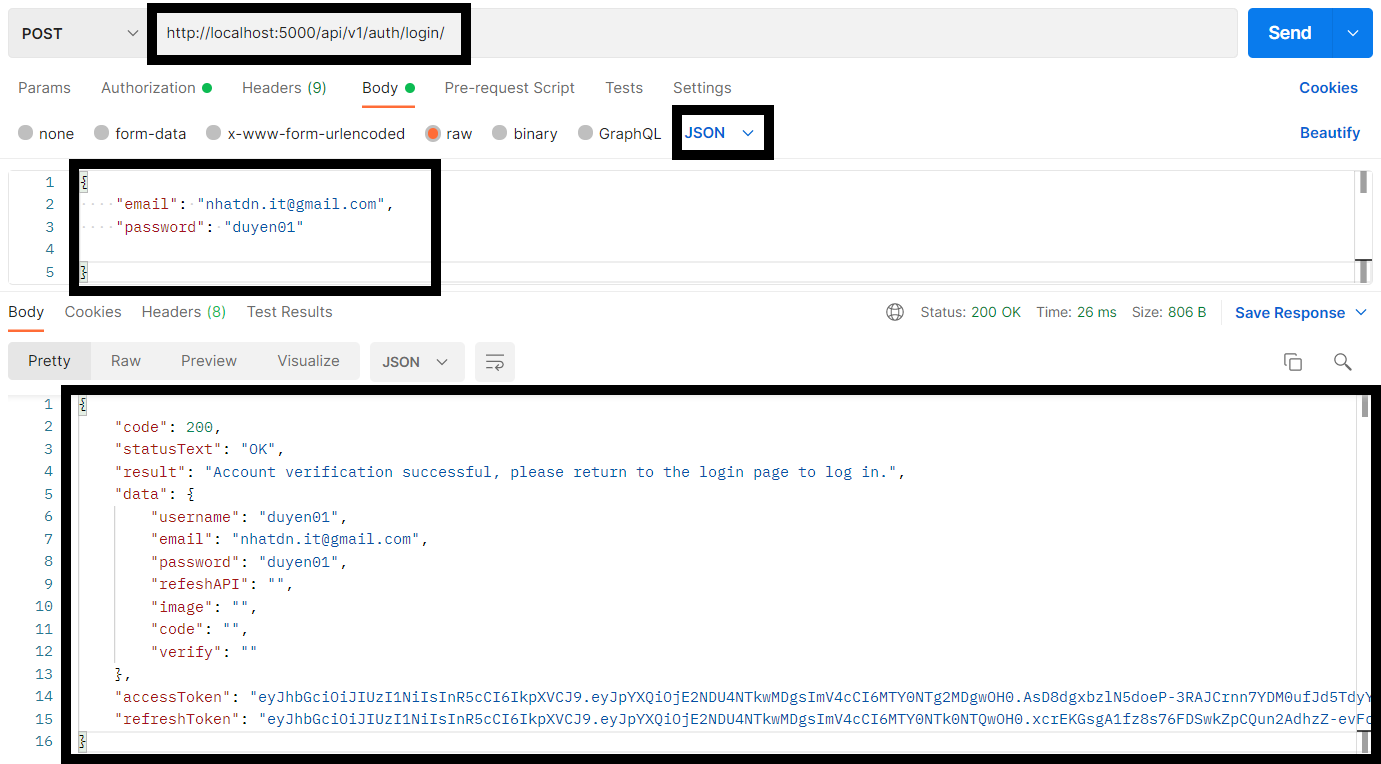 POST http://localhost:5000/api/v1/auth/login/ Send
Params Authorization Headers (9) Body Pre-request Script Tests Settings Cookies
none form-data x-www-form-urlencoded raw binary GraphQL JSON Beautify
1 {
2 "email": "nhatdn.it@gmail.com",
3 "password": "duyen01"
4
5 }
Body Cookies Headers (8) Test Results Status: 200 OK Time: 26 ms Size: 806 B Save Response
Pretty Raw Preview Visualize JSON
1 {
2 "code": 200,
3 "statusText": "OK",
4 "result": "Account verification successful, please return to the login page to log in.",
5 "data": {
6 "username": "duyen01",
7 "email": "nhatdn.it@gmail.com",
8 "password": "duyen01",
9 "refeshAPI": "",
10 "image": "",
11 "code": "",
12 "verify": ""
13 },
14 "accessToken": "eyJhbGciOiJIUzI1NiIsInR5cCI6IkpXVCJ9.eyJpYXQiOjE2NDU4NTkwMDgsImV4cCI6MTY0NTg2MDgwOH0.AsD8dgxbzlN5doeP-3RAJCrnn7YDM0ufJd5TdyY
15 "refreshToken": "eyJhbGciOiJIUzI1NiIsInR5cCI6IkpXVCJ9.eyJpYXQiOjE2NDU4NTkwMDgsImV4cCI6MTY0NTk0NTQwOH0.xcrEKGsgA1fz8s76FDSwkZpCQun2AdhzZ-evFc
16 }